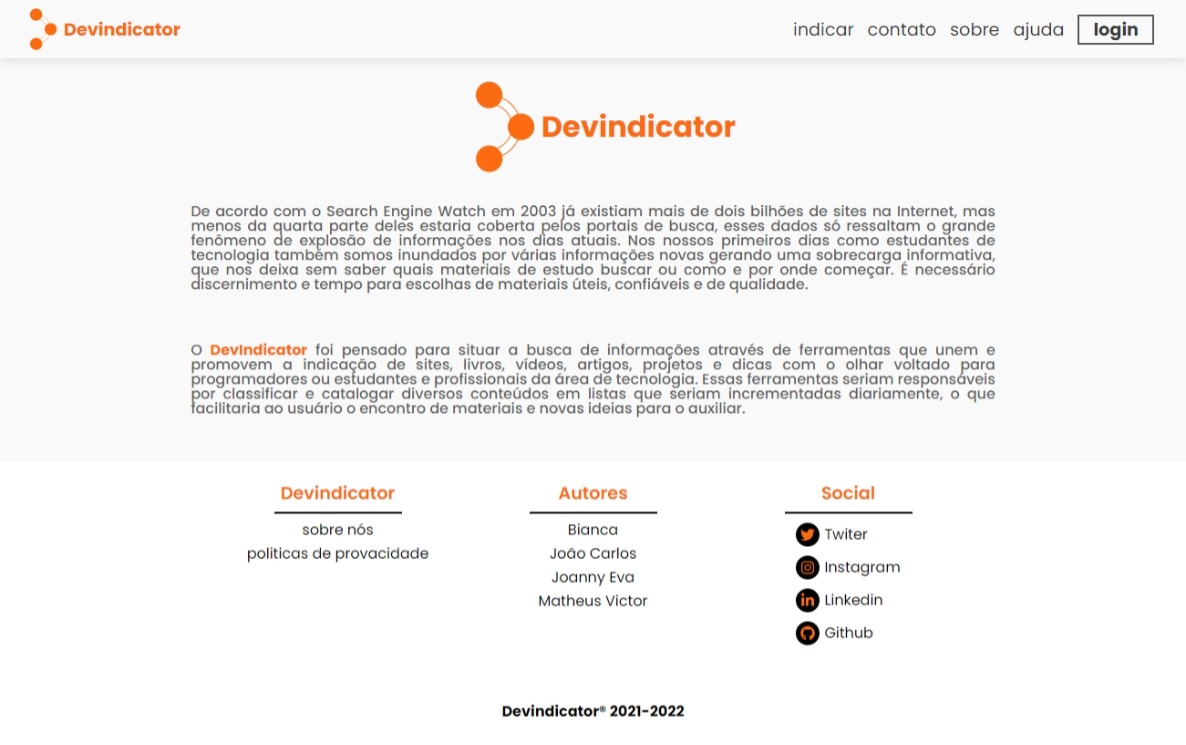 Devindicator
indicar contato sobre ajuda login
Devindicator
De acordo com o Search Engine Watch em 2003 já existiam mais de dois bilhões de sites na Internet, mas
menos da quarta parte deles estaria coberta pelos portais de busca, esses dados só ressaltam o grande
fenômeno de explosão de informações nos dias atuais. Nos nossos primeiros dias como estudantes de
tecnologia também somos inundados por várias informações novas gerando uma sobrecarga informativa,
que nos deixa sem saber quais materiais de estudo buscar ou como e por onde começar. É necessário
discernimento e tempo para escolhas de materiais úteis, confiáveis e de qualidade.
O DevIndicator foi pensado para situar a busca de informações através de ferramentas que unem e
promovem a indicação de sites, livros, vídeos, artigos, projetos e dicas com o olhar voltado para
programadores ou estudantes e profissionais da área de tecnologia. Essas ferramentas seriam responsáveis
por classificar e catalogar diversos conteúdos em listas que seriam incrementadas diariamente, o que
facilitaria ao usuário o encontro de materiais e novas ideias para o auxiliar.
Devindicator
sobre nós
politicas de provacidade
Autores
Bianca
João Carlos
Joanny Eva
Matheus Victor
Social
Twiter
Instagram
Linkedin
Github
Devindicator® 2021-2022